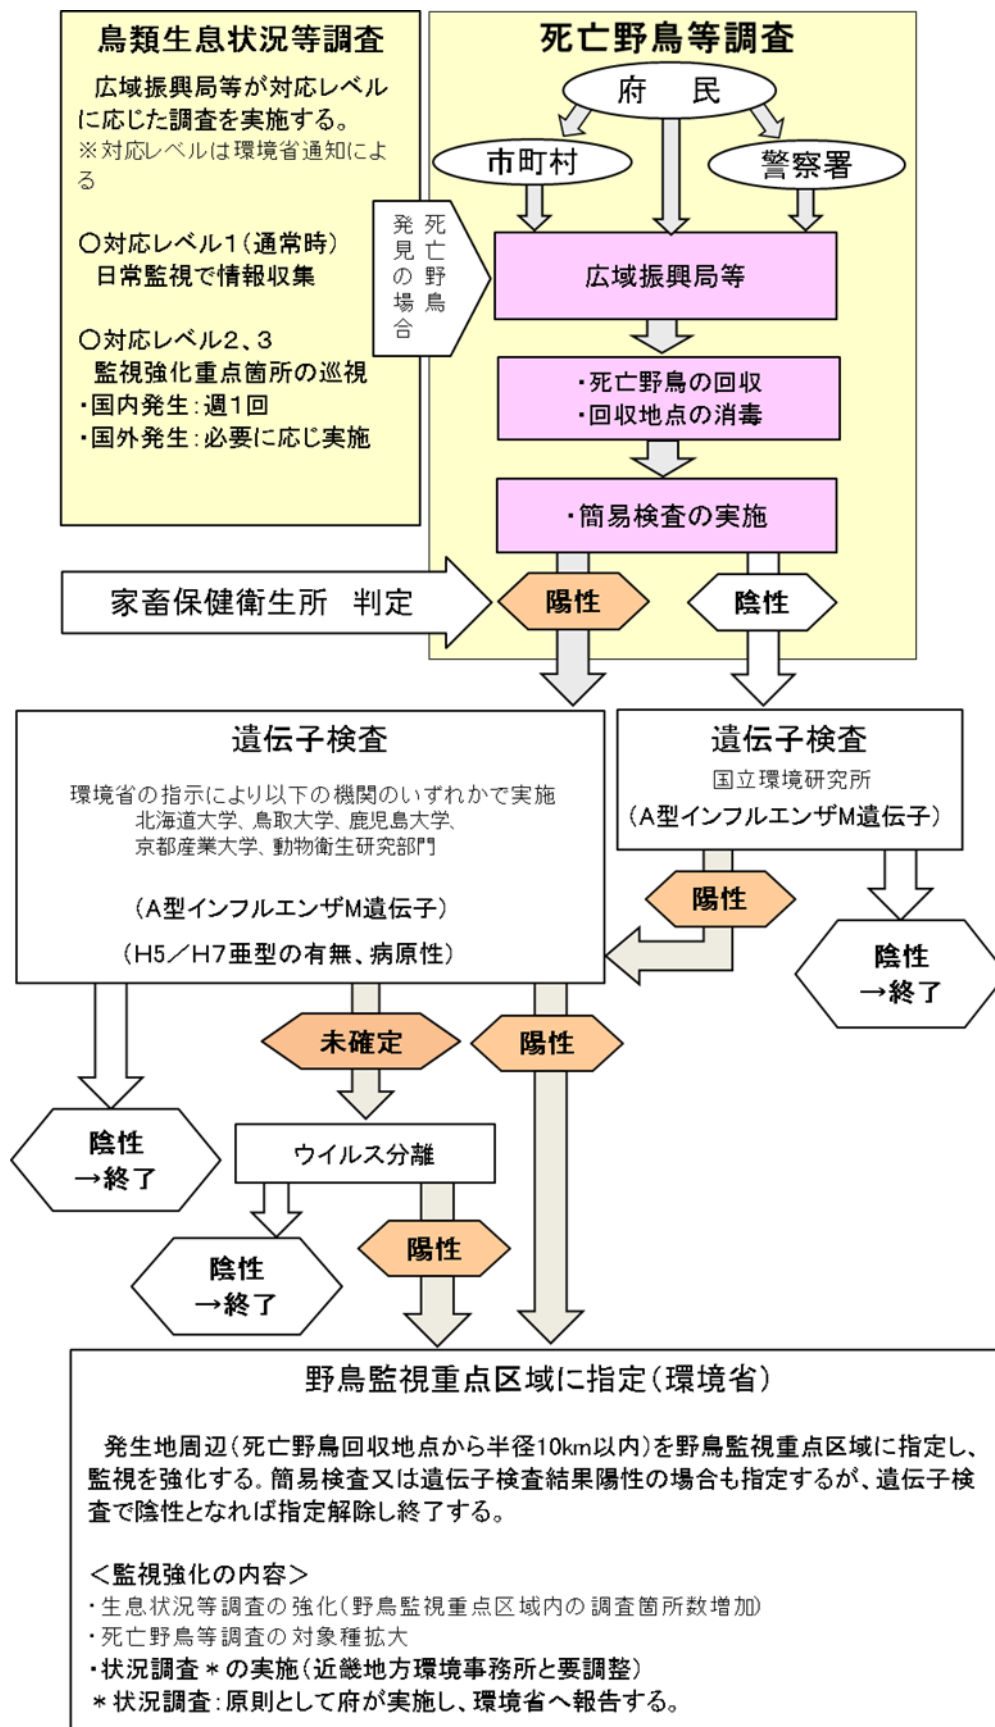 鳥類生息状況等調査
広域振興局等が対応レベル
に応じた調査を実施する。
※対応レベルは環境省通知によ
る
〇対応レベル1(通常時)
日常監視で情報収集
〇対応レベル2、3
監視強化重点箇所の巡視
・国内発生:週1回
・国外発生:必要に応じ実施
死亡野鳥等調査
府 民
市町村
警察署
死亡野鳥
発見の場合
広域振興局等
・死亡野鳥の回収
・回収地点の消毒
・簡易検査の実施
家畜保健衛生所 判定
陽性
陰性
遺伝子検査
環境省の指示により以下の機関のいずれかで実施
北海道大学、鳥取大学、鹿児島大学、
京都産業大学、動物衛生研究部門
(A型インフルエンザM遺伝子)
(H5/H7亜型の有無、病原性)
遺伝子検査
国立環境研究所
(A型インフルエンザM遺伝子)
陽性
陰性
→終了
未確定
陽性
陰性
→終了
ウイルス分離
陽性
陰性
→終了
野鳥監視重点区域に指定(環境省)
発生地周辺(死亡野鳥回収地点から半径10km以内)を野鳥監視重点区域に指定し、
監視を強化する。簡易検査又は遺伝子検査結果陽性の場合も指定するが、遺伝子検
査で陰性となれば指定解除し終了する。
<監視強化の内容>
・生息状況等調査の強化(野鳥監視重点区域内の調査箇所数増加)
・死亡野鳥等調査の対象種拡大
・状況調査*の実施(近畿地方環境事務所と要調整)
*状況調査:原則として府が実施し、環境省へ報告する。